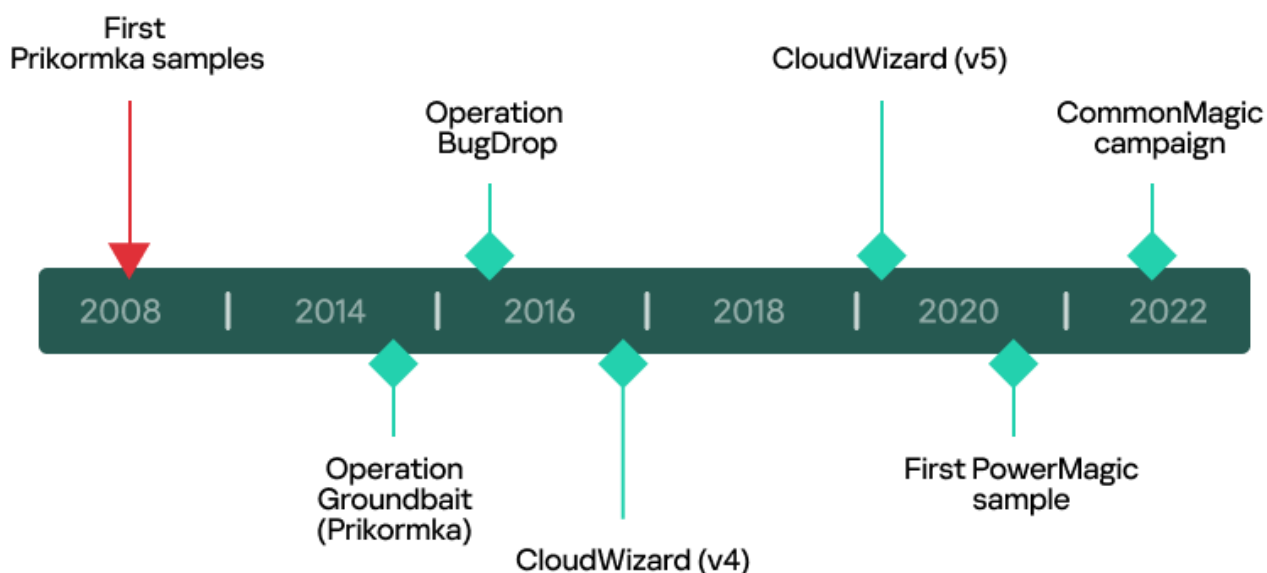 First
Prikormka samples
Operation
BugDrop
CloudWizard (v5)
CommonMagic
campaign
2008 | 2014 | 2016 | 2018 | 2020 | 2022
Operation
Groundbait
(Prikormka)
CloudWizard (v4)
First PowerMagic
sample